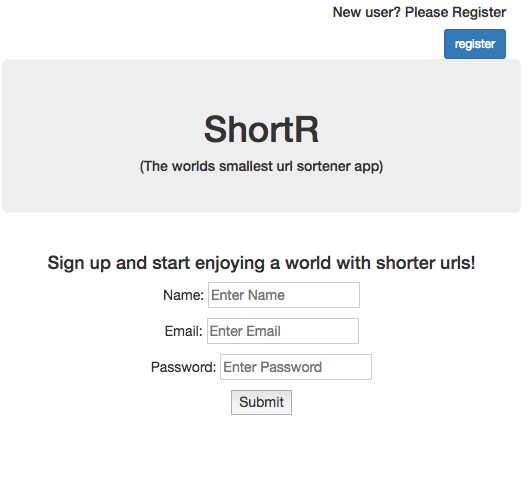 New user? Please Register
register
ShortR
(The worlds smallest url sortener app)
Sign up and start enjoying a world with shorter urls!
Name: Enter Name
Email: Enter Email
Password: Enter Password
Submit